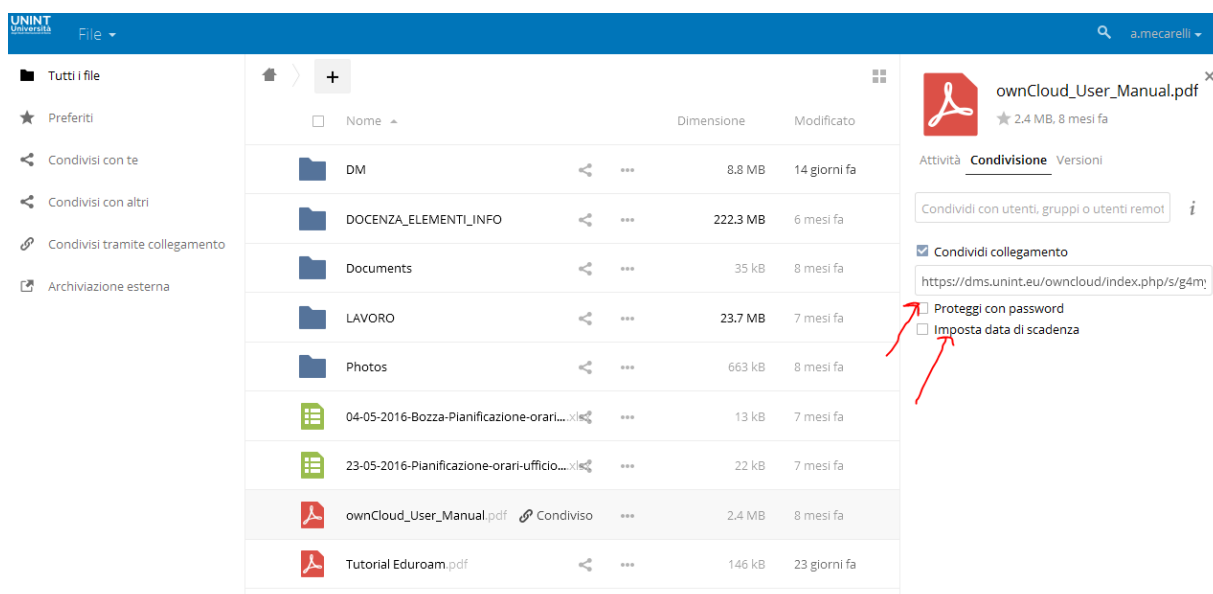 UNINT
Università
File
a.mecarelli
Tutti i file
Preferiti
Condivisi con te
Condivisi con altri
Condivisi tramite collegamento
Archiviazione esterna
+
Nome Dimensione Modificato
DM 8.8 MB 14 giorni fa
DOCENZA_ELEMENTI_INFO 222.3 MB 6 mesi fa
Documents 35 kB 8 mesi fa
LAVORO 23.7 MB 7 mesi fa
Photos 663 kB 8 mesi fa
04-05-2016-Bozza-Pianificazione-orari....xls 13 kB 7 mesi fa
23-05-2016-Pianificazione-orari-ufficio....xls 22 kB 7 mesi fa
ownCloud_User_Manual.pdf Condiviso 2.4 MB 8 mesi fa
Tutorial Eduroam.pdf 146 kB 23 giorni fa
ownCloud_User_Manual.pdf
2.4 MB, 8 mesi fa
Attività Condivisione Versioni
Condividi con utenti, gruppi o utenti remot
i
Condividi collegamento
https://dms.unint.eu/owncloud/index.php/s/g4my
Proteggi con password
Imposta data di scadenza